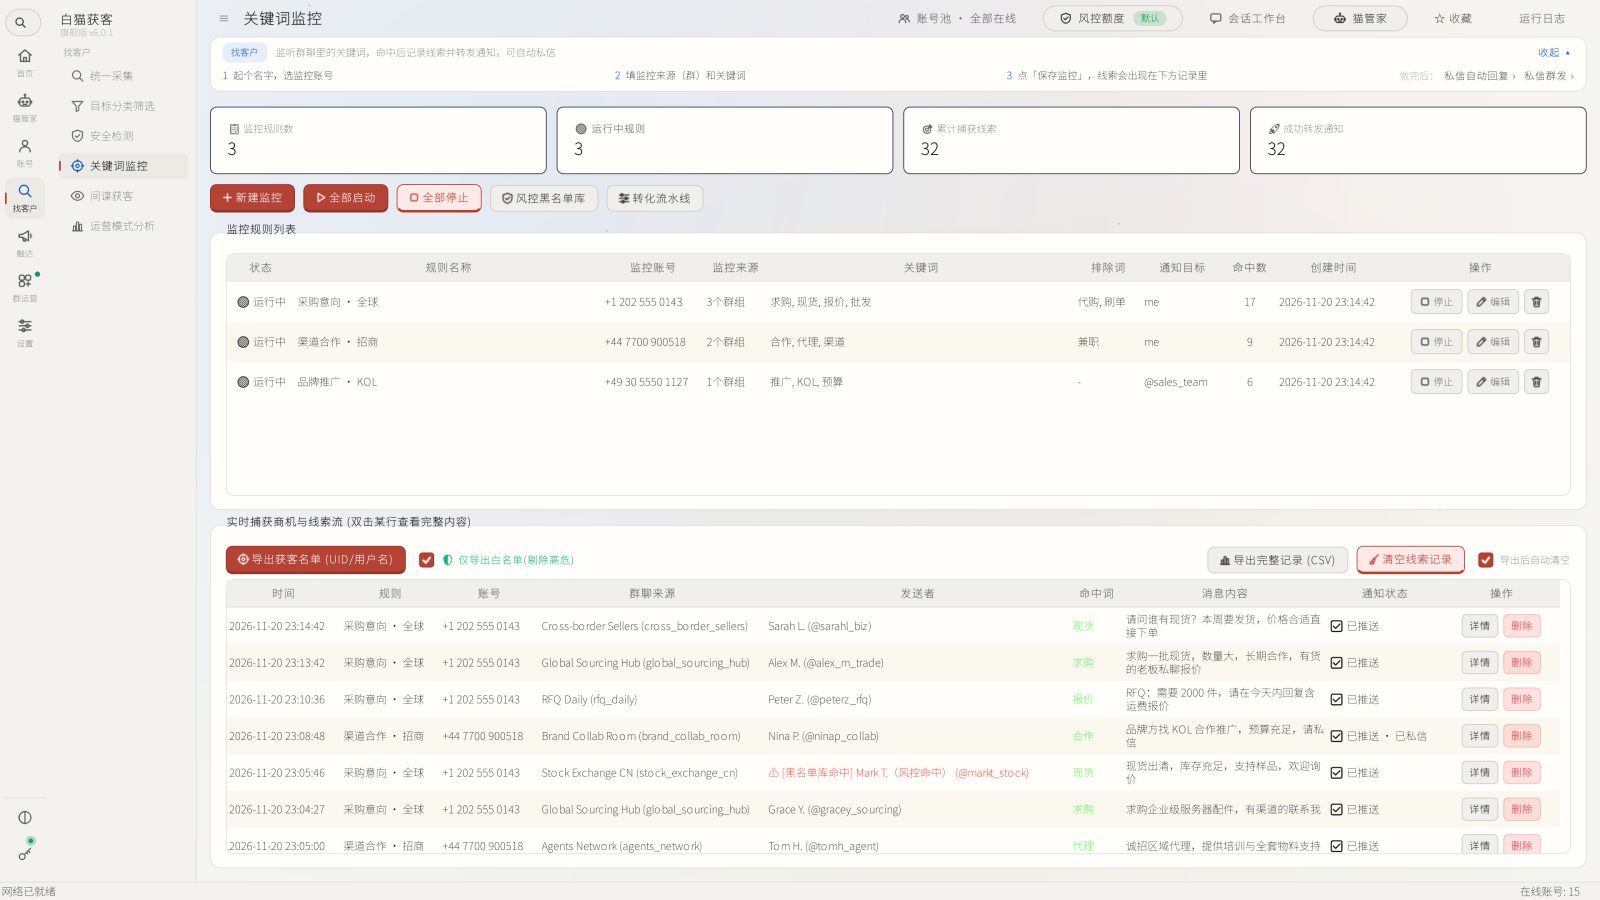 白猫获客
旗舰版 v6.0.1
首页
猫管家
账号
找客户
触达
群运营
设置
找客户
统一采集
目标分类筛选
安全检测
关键词监控
间谍获客
运营模式分析
关键词监控
账号池 · 全部在线
风控额度 默认
会话工作台
猫管家
收藏
运行日志
找客户 监听群聊里的关键词，命中后记录线索并转发通知，可自动私信
收起
1 起个名字，选监控账号
2 填监控来源（群）和关键词
3 点「保存监控」，线索会出现在下方记录里
做完后： 私信自动回复 › 私信群发 ›
监控规则数
3
运行中规则
3
累计捕获线索
32
成功转发通知
32
新建监控
全部启动
全部停止
风控黑名单库
转化流水线
监控规则列表
状态 规则名称 监控账号 监控来源 关键词 排除词 通知目标 命中数 创建时间 操作
运行中 采购意向 · 全球 +1 202 555 0143 3个群组 求购, 现货, 报价, 批发 代购, 刷单 me 17 2026-11-20 23:14:42 停止 编辑
运行中 渠道合作 · 招商 +44 7700 900518 2个群组 合作, 代理, 渠道 兼职 me 9 2026-11-20 23:14:42 停止 编辑
运行中 品牌推广 · KOL +49 30 5550 1127 1个群组 推广, KOL, 预算 - @sales_team 6 2026-11-20 23:14:42 停止 编辑
实时捕获商机与线索流 (双击某行查看完整内容)
导出获客名单 (UID/用户名) 仅导出白名单(剔除高危) 导出完整记录 (CSV) 清空线索记录 导出后自动清空
时间 规则 账号 群聊来源 发送者 命中词 消息内容 通知状态 操作
2026-11-20 23:14:42 采购意向 · 全球 +1 202 555 0143 Cross-border Sellers (cross_border_sellers) Sarah L. (@sarahl_biz) 现货 请问谁有现货？本周要发货，价格合适直 已推送 详情 删除
接下单
2026-11-20 23:13:42 采购意向 · 全球 +1 202 555 0143 Global Sourcing Hub (global_sourcing_hub) Alex M. (@alex_m_trade) 求购 求购一批现货，数量大，长期合作，有货 已推送 详情 删除
的老板私聊报价
2026-11-20 23:10:36 采购意向 · 全球 +1 202 555 0143 RFQ Daily (rfq_daily) Peter Z. (@peterz_rfq) 报价 RFQ：需要 2000 件，请在今天内回复含 已推送 详情 删除
运费报价
2026-11-20 23:08:48 渠道合作 · 招商 +44 7700 900518 Brand Collab Room (brand_collab_room) Nina P. (@ninap_collab) 合作 品牌方找 KOL 合作推广，预算充足，请私 已推送 · 已私信 详情 删除
信
2026-11-20 23:05:46 采购意向 · 全球 +1 202 555 0143 Stock Exchange CN (stock_exchange_cn) [黑名单库命中] Mark T.（风控命中） (@markt_stock) 现货 现货出清，库存充足，支持样品，欢迎询 已推送 详情 删除
价
2026-11-20 23:04:27 采购意向 · 全球 +1 202 555 0143 Global Sourcing Hub (global_sourcing_hub) Grace Y. (@gracey_sourcing) 求购 求购企业级服务器配件，有渠道的联系我 已推送 详情 删除
2026-11-20 23:05:00 渠道合作 · 招商 +44 7700 900518 Agents Network (agents_network) Tom H. (@tomh_agent) 代理 诚招区域代理，提供培训与全套物料支持 已推送 详情 删除
网络已就绪
在线账号: 15